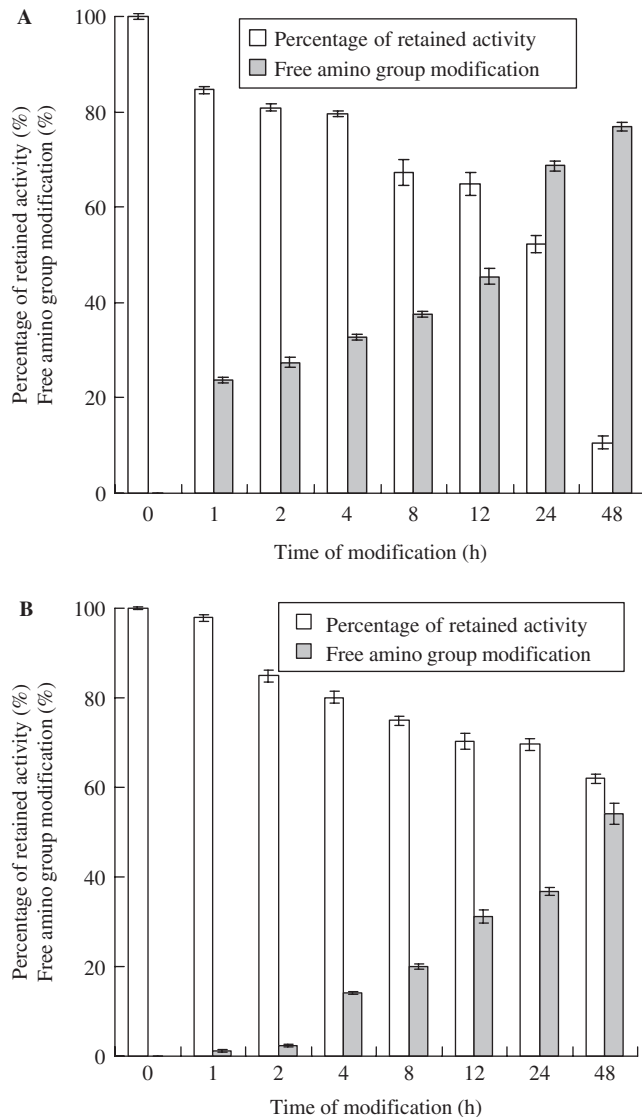 A
100
80
60
40
20
0
Percentage of retained activity (%)
Free amino group modification (%)
Percentage of retained activity
Free amino group modification
0 1 2 4 8 12 24 48
Time of modification (h)
B
100
80
60
40
20
0
Percentage of retained activity (%)
Free amino group modification (%)
Percentage of retained activity
Free amino group modification
0 1 2 4 8 12 24 48
Time of modification (h)